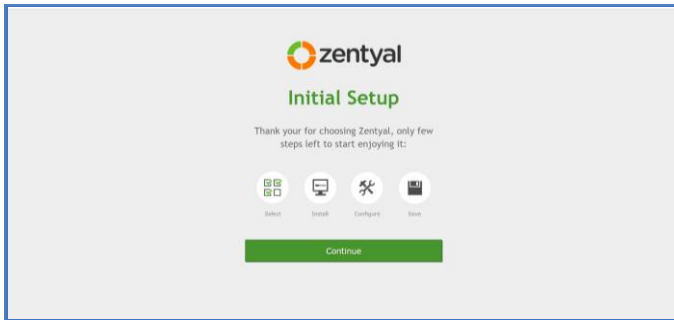 zentyal
Initial Setup
Thank your for choosing Zentyal, only few
steps left to start enjoying it:
Select Install Configure Save
Continue